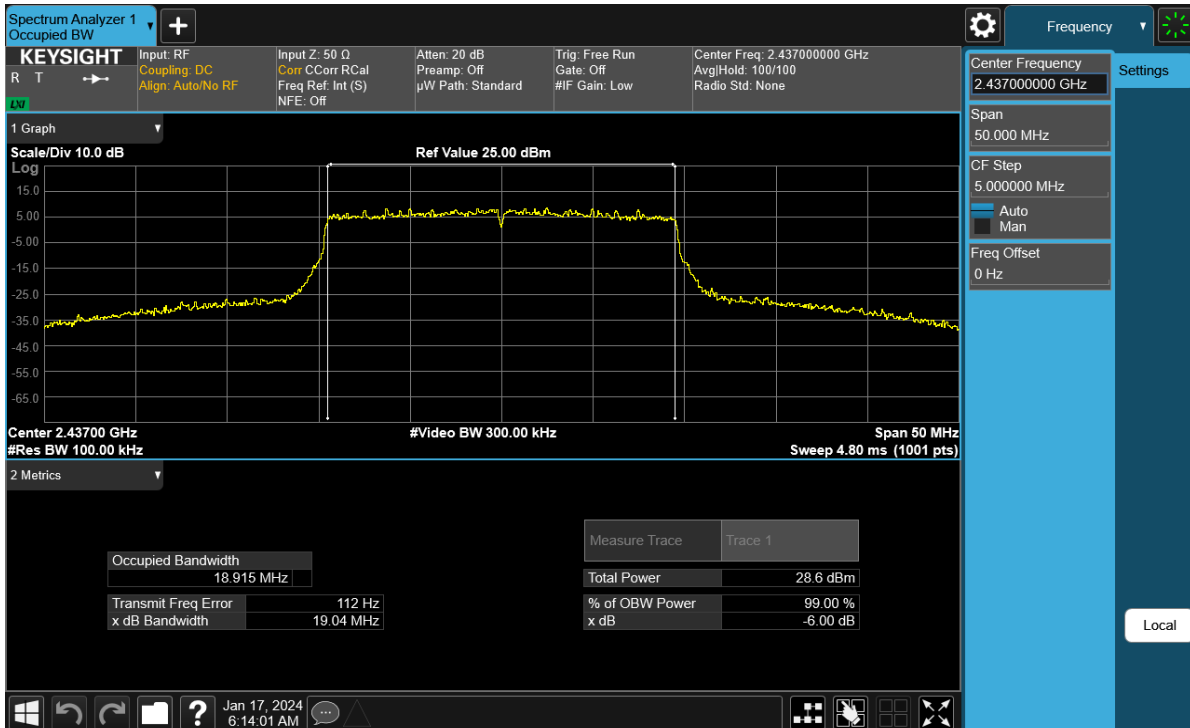 Spectrum Analyzer 1
Occupied BW
+
Frequency
KEYSIGHT
R T
LXI
Input: RF
Coupling: DC
Align: Auto/No RF
Input Z: 50 Ω
Corr CCorr RCal
Freq Ref: Int (S)
NFE: Off
Atten: 20 dB
Preamp: Off
µW Path: Standard
Trig: Free Run
Gate: Off
#IF Gain: Low
Center Freq: 2.437000000 GHz
Avg|Hold: 100/100
Radio Std: None
Center Frequency
2.437000000 GHz
Settings
Span
50.000 MHz
CF Step
5.000000 MHz
Auto
Man
Freq Offset
0 Hz
1 Graph
Scale/Div 10.0 dB
Ref Value 25.00 dBm
Log
15.0
5.00
-5.00
-15.0
-25.0
-35.0
-45.0
-55.0
-65.0
Center 2.43700 GHz
#Video BW 300.00 kHz
Span 50 MHz
#Res BW 100.00 kHz
Sweep 4.80 ms (1001 pts)
2 Metrics
Measure Trace
Trace 1
Occupied Bandwidth
18.915 MHz
Total Power
28.6 dBm
Transmit Freq Error
112 Hz
% of OBW Power
99.00 %
x dB Bandwidth
19.04 MHz
x dB
-6.00 dB
Local
?
Jan 17, 2024
6:14:01 AM